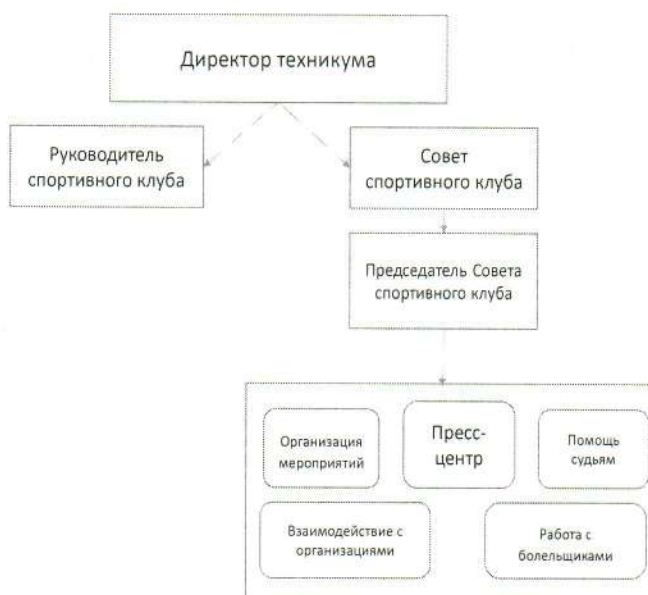 Директор техникума
Руководитель
спортивного клуба
Совет
спортивного клуба
Председатель Совета
спортивного клуба
Организация
мероприятий
Пресс-
центр
Помощь
судьям
Взаимодействие с
организациями
Работа с
болельщиками